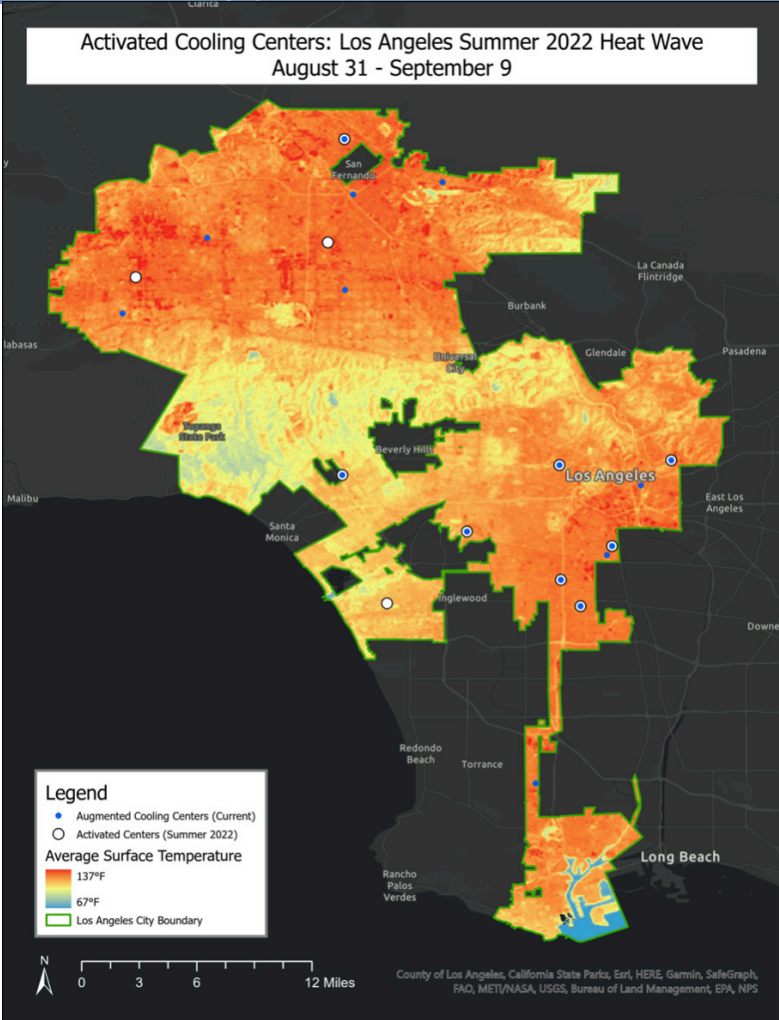 Clarita
Activated Cooling Centers: Los Angeles Summer 2022 Heat Wave
August 31 - September 9
y
San
Fernando
La Canada
Flintridge
Burbank
labasas
Universal
City
Glendale
Pasadena
Topanga
State Park
Beverly Hills
Los Angeles
Malibu
East Los
Angeles
Santa
Monica
Inglewood
Downe
Redondo
Beach
Torrance
Long Beach
Rancho
Palos
Verdes
Legend
Augmented Cooling Centers (Current)
Activated Centers (Summer 2022)
Average Surface Temperature
137ºF
67ºF
Los Angeles City Boundary
N
0 3 6 12 Miles
County of Los Angeles, California State Parks, Esri, HERE, Garmin, SafeGraph,
FAO, METI/NASA, USGS, Bureau of Land Management, EPA, NPS